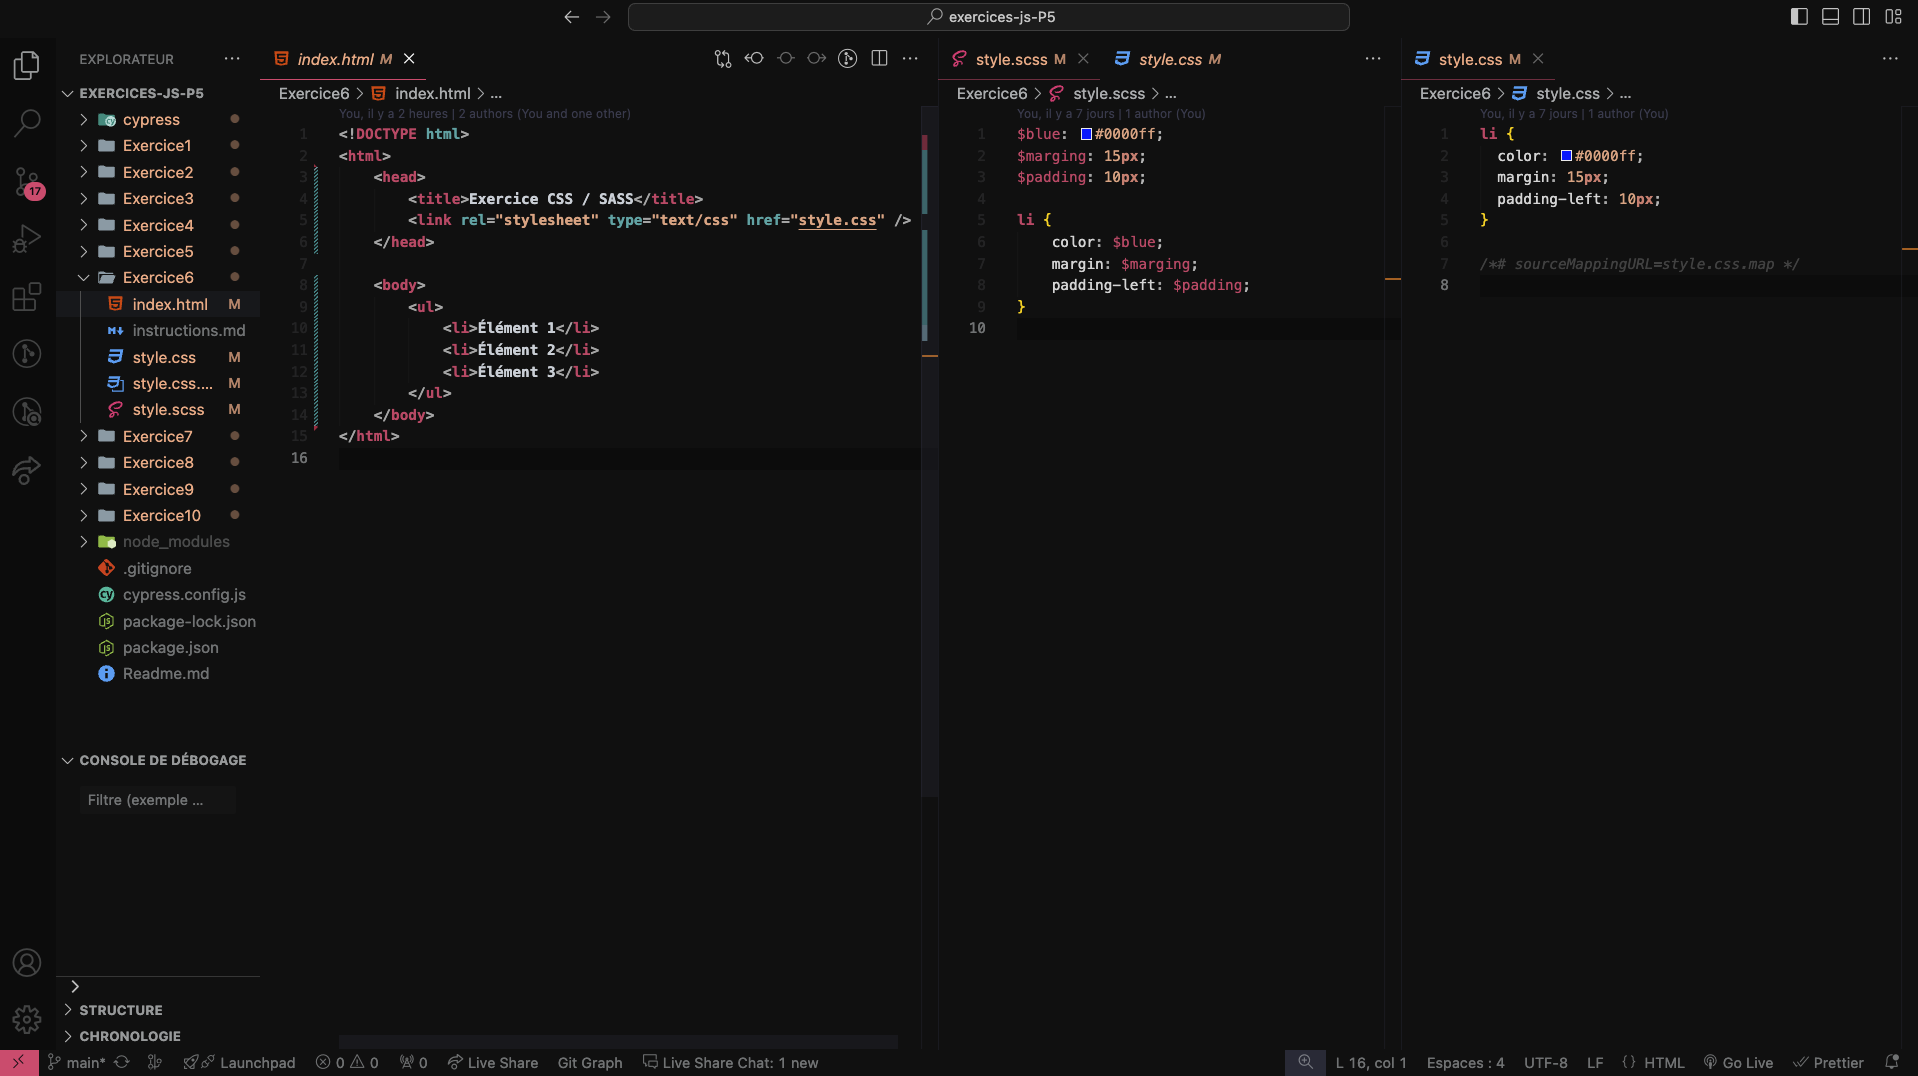 exercices-js-P5
EXPLORATEUR
EXERCICES-JS-P5
cypress
Exercice1
Exercice2
Exercice3
Exercice4
Exercice5
Exercice6
index.html M
instructions.md
style.css M
style.css.... M
style.scss M
Exercice7
Exercice8
Exercice9
Exercice10
node_modules
.gitignore
cypress.config.js
package-lock.json
package.json
Readme.md
17
CONSOLE DE DÉBOGAGE
Filtre (exemple ...
STRUCTURE
CHRONOLOGIE
index.html M
Exercice6 > index.html > ...
You, il y a 2 heures | 2 authors (You and one other)
1 <!DOCTYPE html>
2 <html>
3 <head>
4 <title>Exercice CSS / SASS</title>
5 <link rel="stylesheet" type="text/css" href="style.css" />
6 </head>
7
8 <body>
9 <ul>
10 <li>Élément 1</li>
11 <li>Élément 2</li>
12 <li>Élément 3</li>
13 </ul>
14 </body>
15 </html>
16
style.scss M style.css M
Exercice6 > style.scss > ...
You, il y a 7 jours | 1 author (You)
1 $blue: #0000ff;
2 $marging: 15px;
3 $padding: 10px;
4
5 li {
6 color: $blue;
7 margin: $marging;
8 padding-left: $padding;
9 }
10
style.css M
Exercice6 > style.css > ...
You, il y a 7 jours | 1 author (You)
1 li {
2 color: #0000ff;
3 margin: 15px;
4 padding-left: 10px;
5 }
6
7 /*# sourceMappingURL=style.css.map */
8
main* Launchpad 0 0 0 Live Share Git Graph Live Share Chat: 1 new L 16, col 1 Espaces : 4 UTF-8 LF {} HTML Go Live Prettier